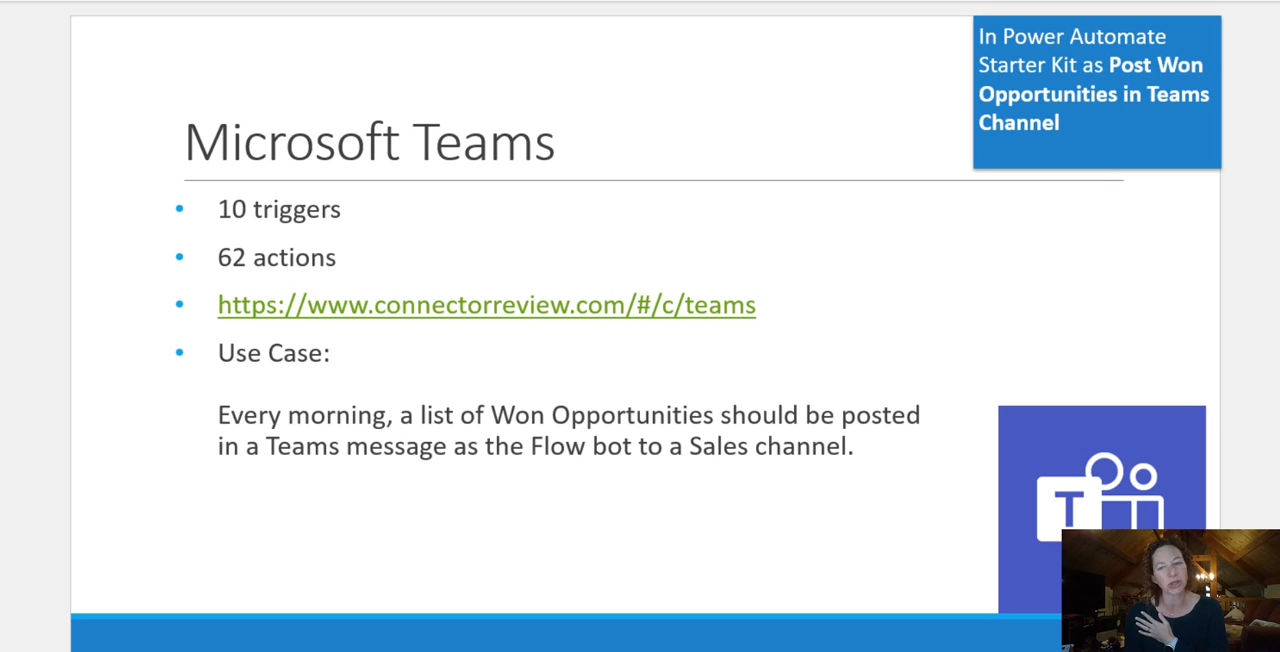 In Power Automate
Starter Kit as Post Won
Opportunities in Teams
Channel
Microsoft Teams
• 10 triggers
• 62 actions
• https://www.connectorreview.com/#/c/teams
• Use Case:
Every morning, a list of Won Opportunities should be posted
in a Teams message as the Flow bot to a Sales channel.
T